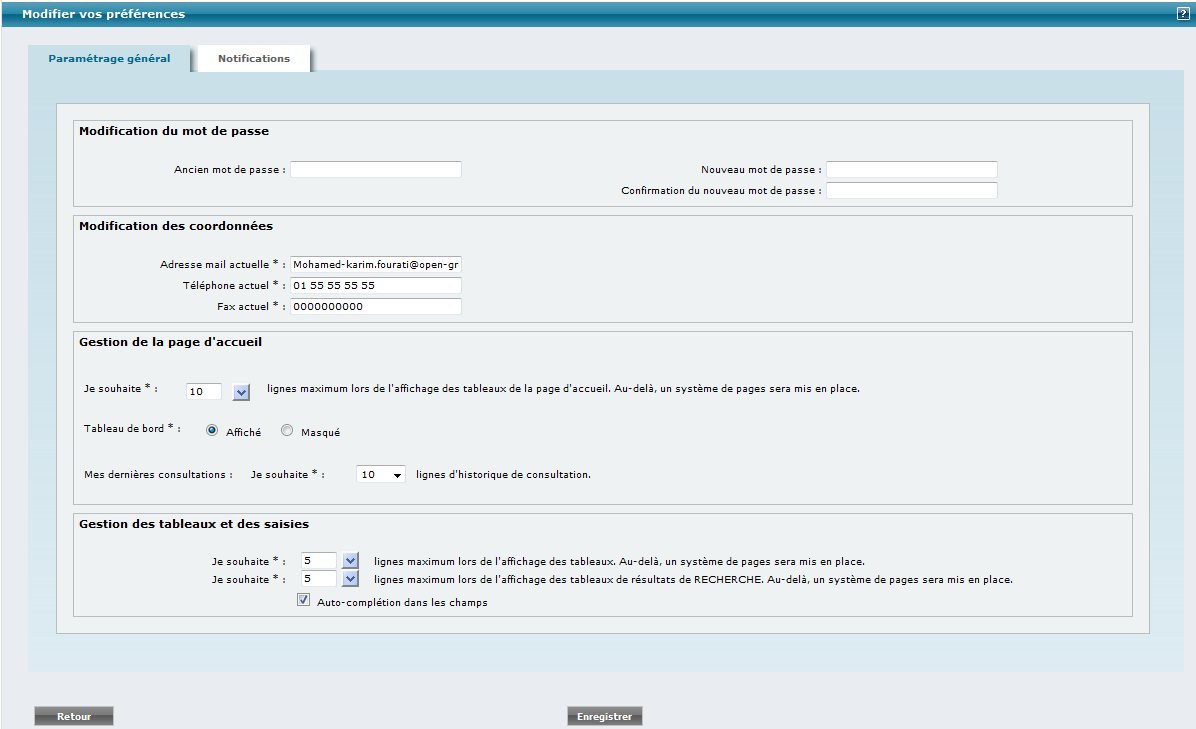 Modifier vos préférences ?
Paramétrage général Notifications
Modification du mot de passe
Ancien mot de passe : Nouveau mot de passe :
Confirmation du nouveau mot de passe :
Modification des coordonnées
Adresse mail actuelle * : Mohamed-karim.fourati@open-gr
Téléphone actuel * : 01 55 55 55 55
Fax actuel * : 0000000000
Gestion de la page d'accueil
Je souhaite * : 10 lignes maximum lors de l'affichage des tableaux de la page d'accueil. Au-delà, un système de pages sera mis en place.
Tableau de bord * : Affiché Masqué
Mes dernières consultations : Je souhaite * : 10 lignes d'historique de consultation.
Gestion des tableaux et des saisies
Je souhaite * : 5 lignes maximum lors de l'affichage des tableaux. Au-delà, un système de pages sera mis en place.
Je souhaite * : 5 lignes maximum lors de l'affichage des tableaux de résultats de RECHERCHE. Au-delà, un système de pages sera mis en place.
Auto-complétion dans les champs
Retour Enregistrer